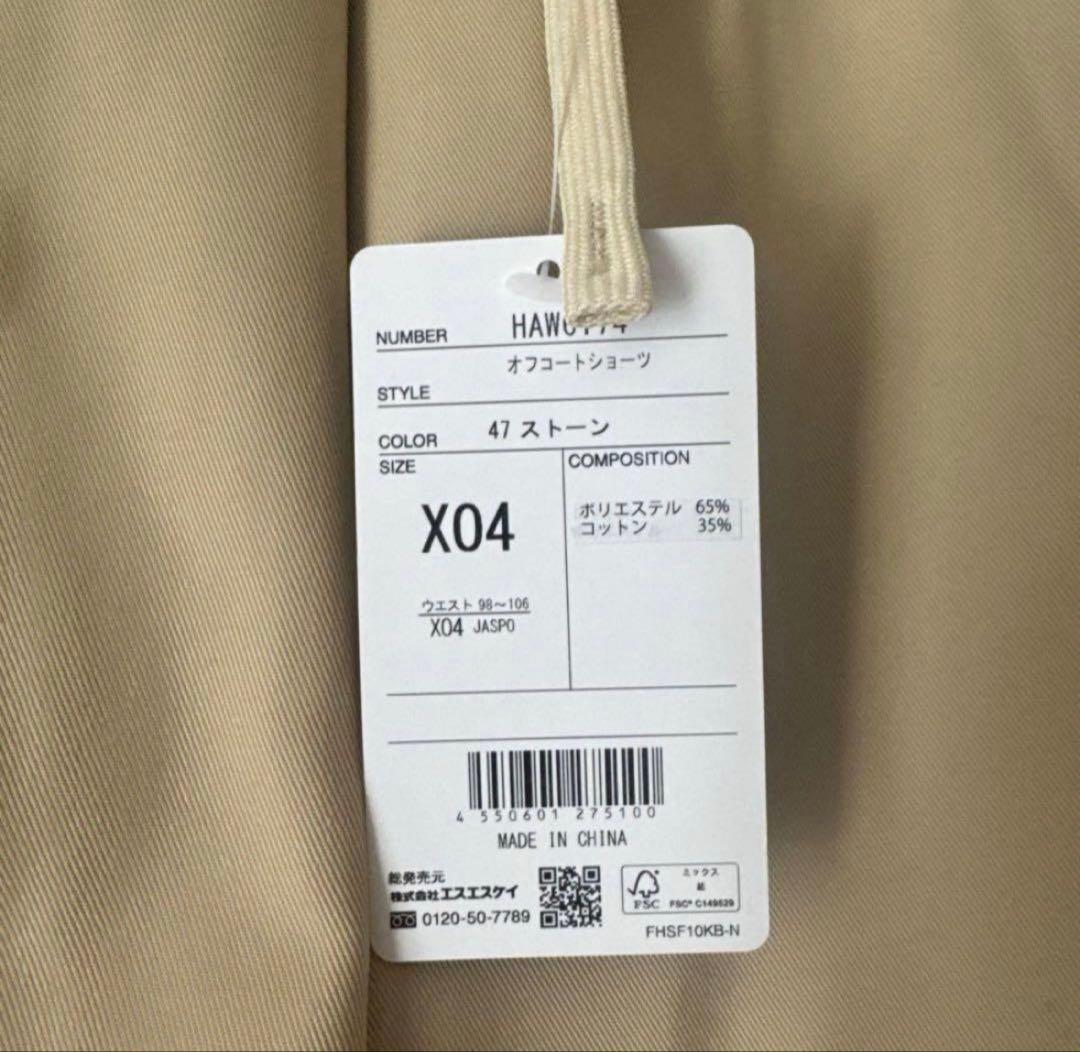 NUMBER
オフコートショーツ
STYLE
COLOR 47 ストーン
SIZE
COMPOSITION
X04
ポリエステル 65%
コットン 35%
ウエスト 98～106
X04 JASPO
4 550601 275100
MADE IN CHINA
総発売元
株式会社エスエスケイ
0120-50-7789
ミックス
紙
FSC
FSC® C149529
FHSF10KB-N